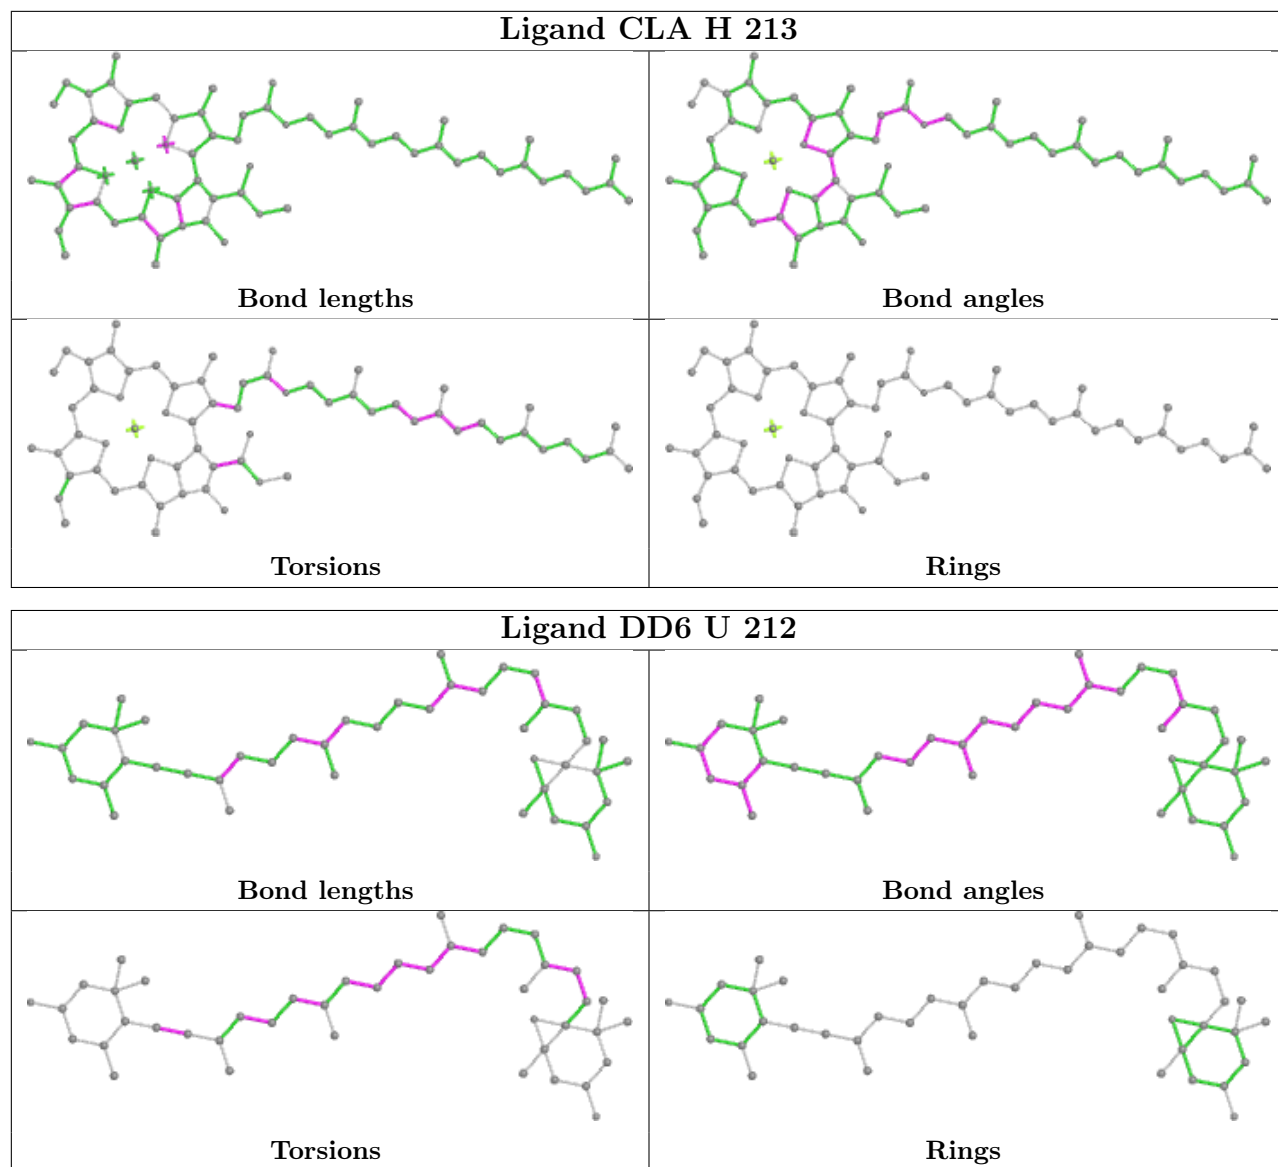 Ligand CLA H 213
Bond lengths
Bond angles
Torsions
Rings
Ligand DD6 U 212
Bond lengths
Bond angles
Torsions
Rings